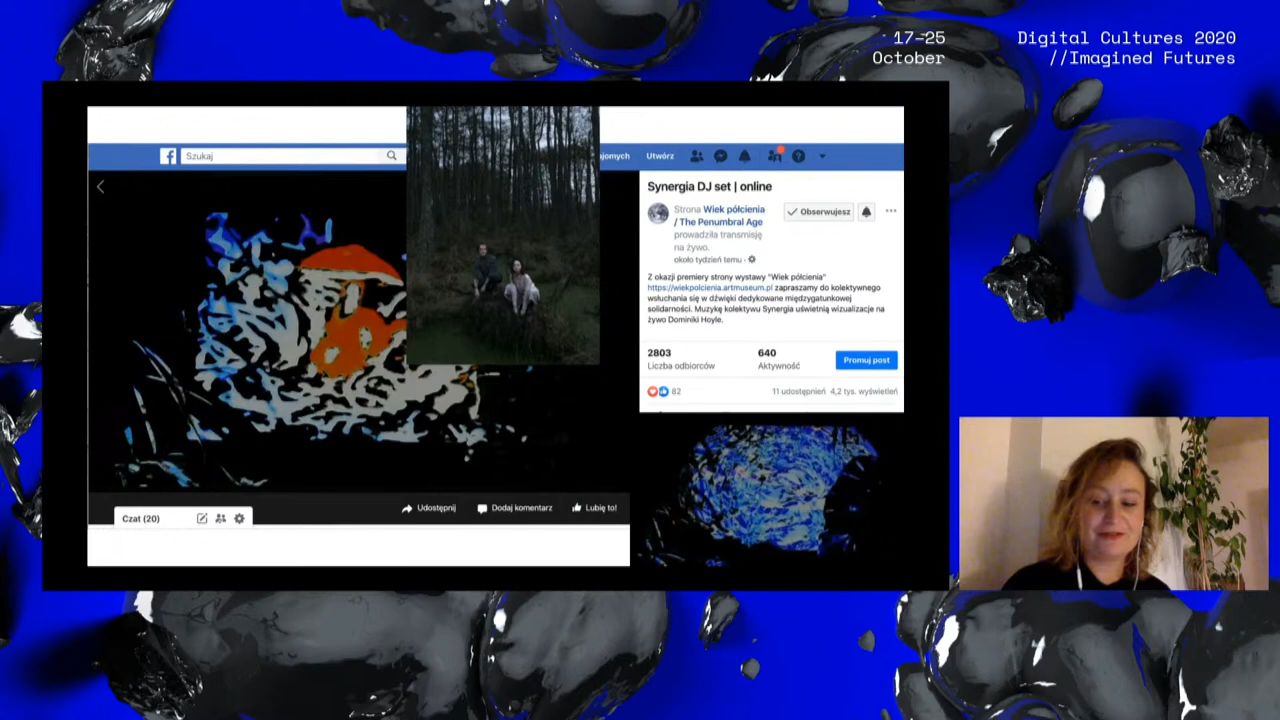 17–25
October
Digital Cultures 2020
//Imagined Futures
Szukaj
jomych
Utwórz
Synergia DJ set | online
Strona Wiek półcienia
/ The Penumbral Age
prowadziła transmisję
na żywo.
około tydzień temu ·
Obserwujesz
Z okazji premiery strony wystawy "Wiek półcienia"
https://wiekpolcienia.artmuseum.pl zapraszamy do kolektywnego
wsłuchania się w dźwięki dedykowane międzygatunkowej
solidarności. Muzykę kolektywu Synergia uświetnią wizualizacje na
żywo Dominiki Hoyle.
2803
Liczba odbiorców
640
Aktywność
Promuj post
82
11 udostępnień 4,2 tys. wyświetleń
Udostępnij
Dodaj komentarz
Lubię to!
Czat (20)